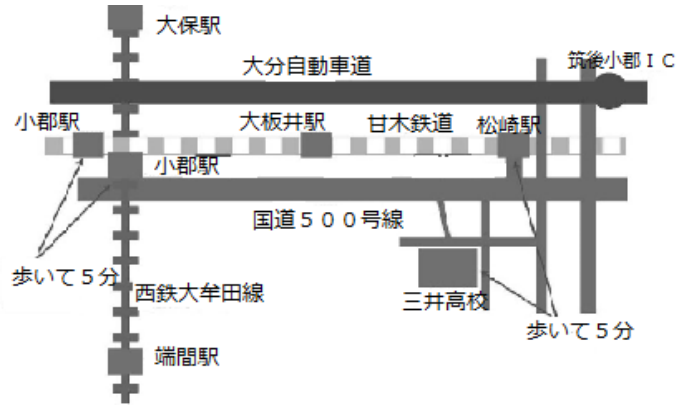 大保駅
大分自動車道
筑後小郡ＩＣ
小郡駅
大板井駅
甘木鉄道
松崎駅
小郡駅
国道５００号線
歩いて５分
西鉄大牟田線
三井高校
歩いて５分
端間駅